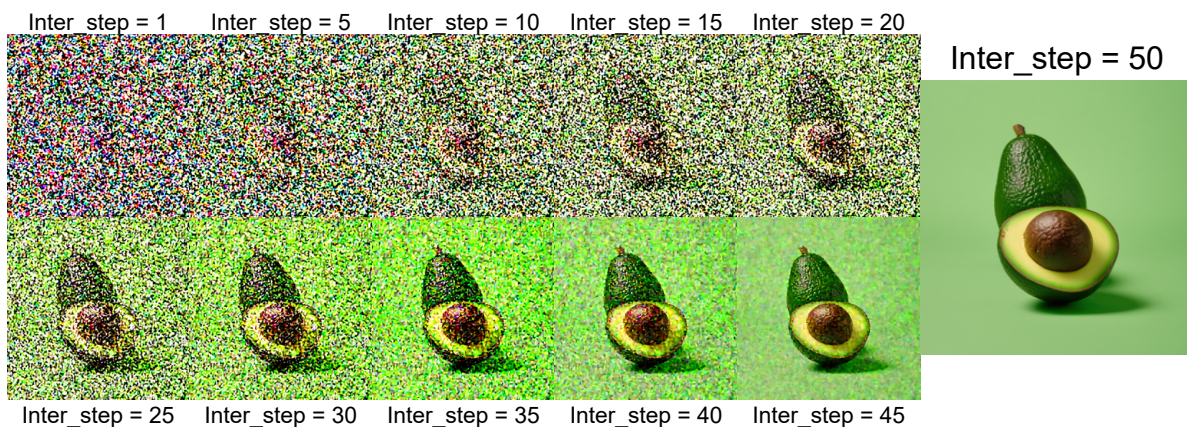 Inter_step = 1
Inter_step = 5
Inter_step = 10
Inter_step = 15
Inter_step = 20
Inter_step = 50
Inter_step = 25
Inter_step = 30
Inter_step = 35
Inter_step = 40
Inter_step = 45